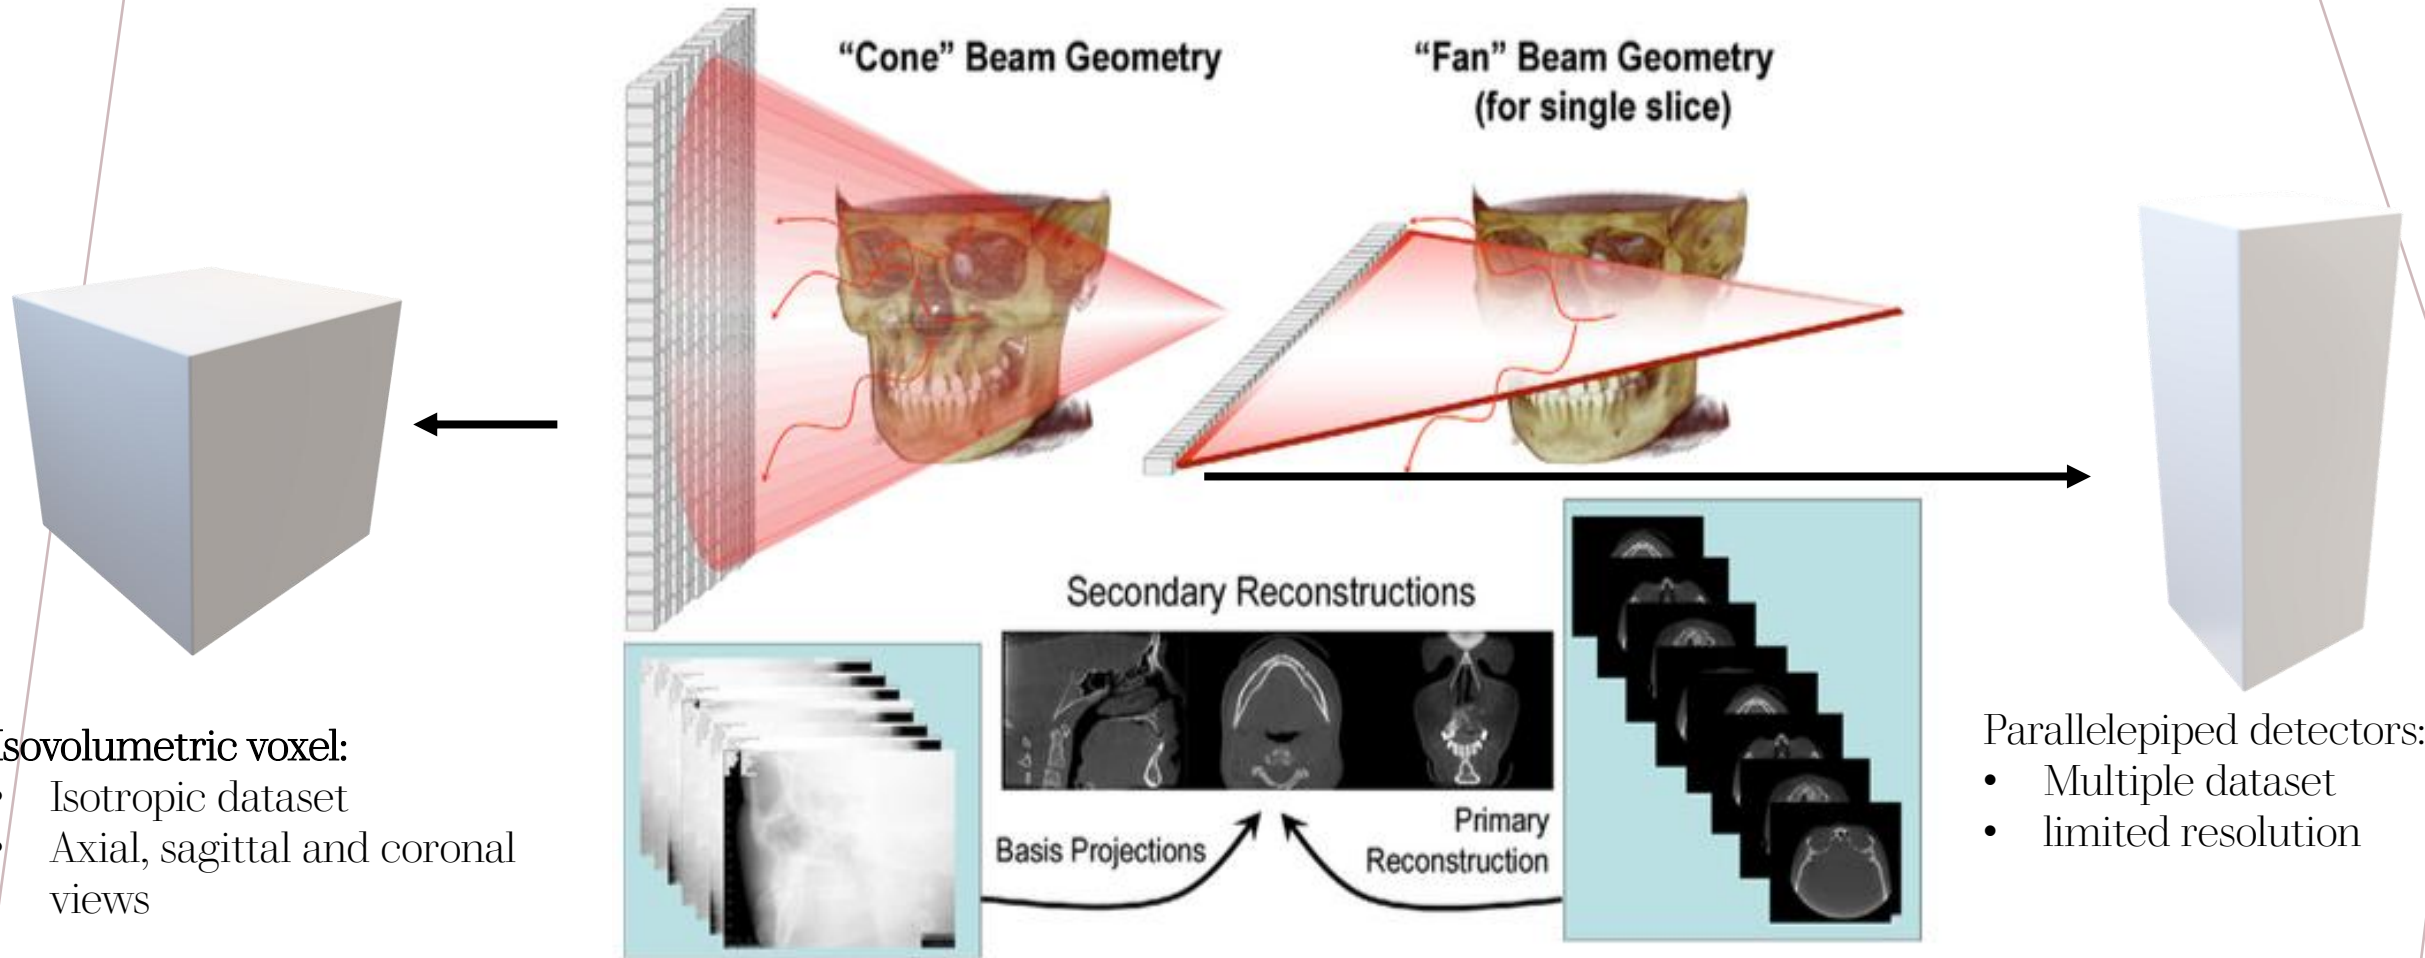 “Cone” Beam Geometry
“Fan” Beam Geometry
(for single slice)
Secondary Reconstructions
Basis Projections
Primary
Reconstruction
Isovolumetric voxel:
• Isotropic dataset
• Axial, sagittal and coronal
views
Parallelepiped detectors:
• Multiple dataset
• limited resolution